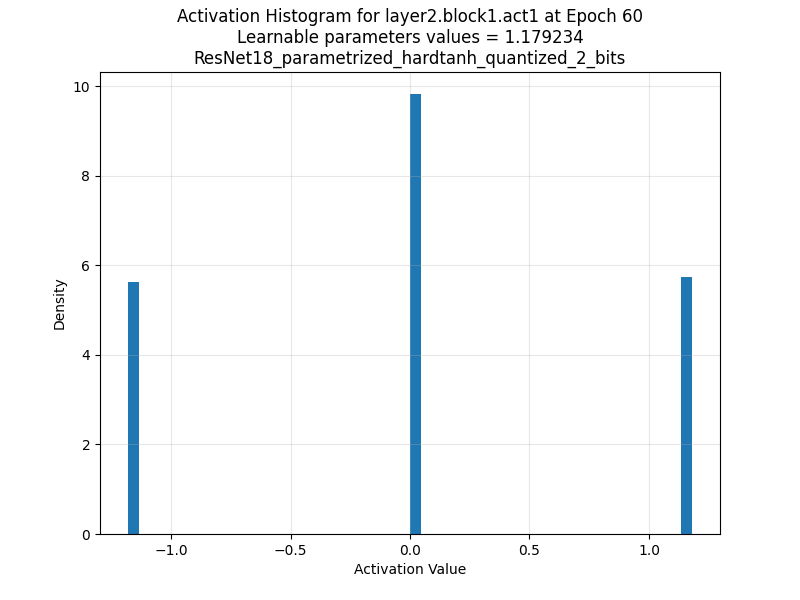 Activation Histogram for layer2.block1.act1 at Epoch 60
Learnable parameters values = 1.179234
ResNet18_parametrized_hardtanh_quantized_2_bits
Density
10
8
6
4
2
0
−1.0 −0.5 0.0 0.5 1.0
Activation Value